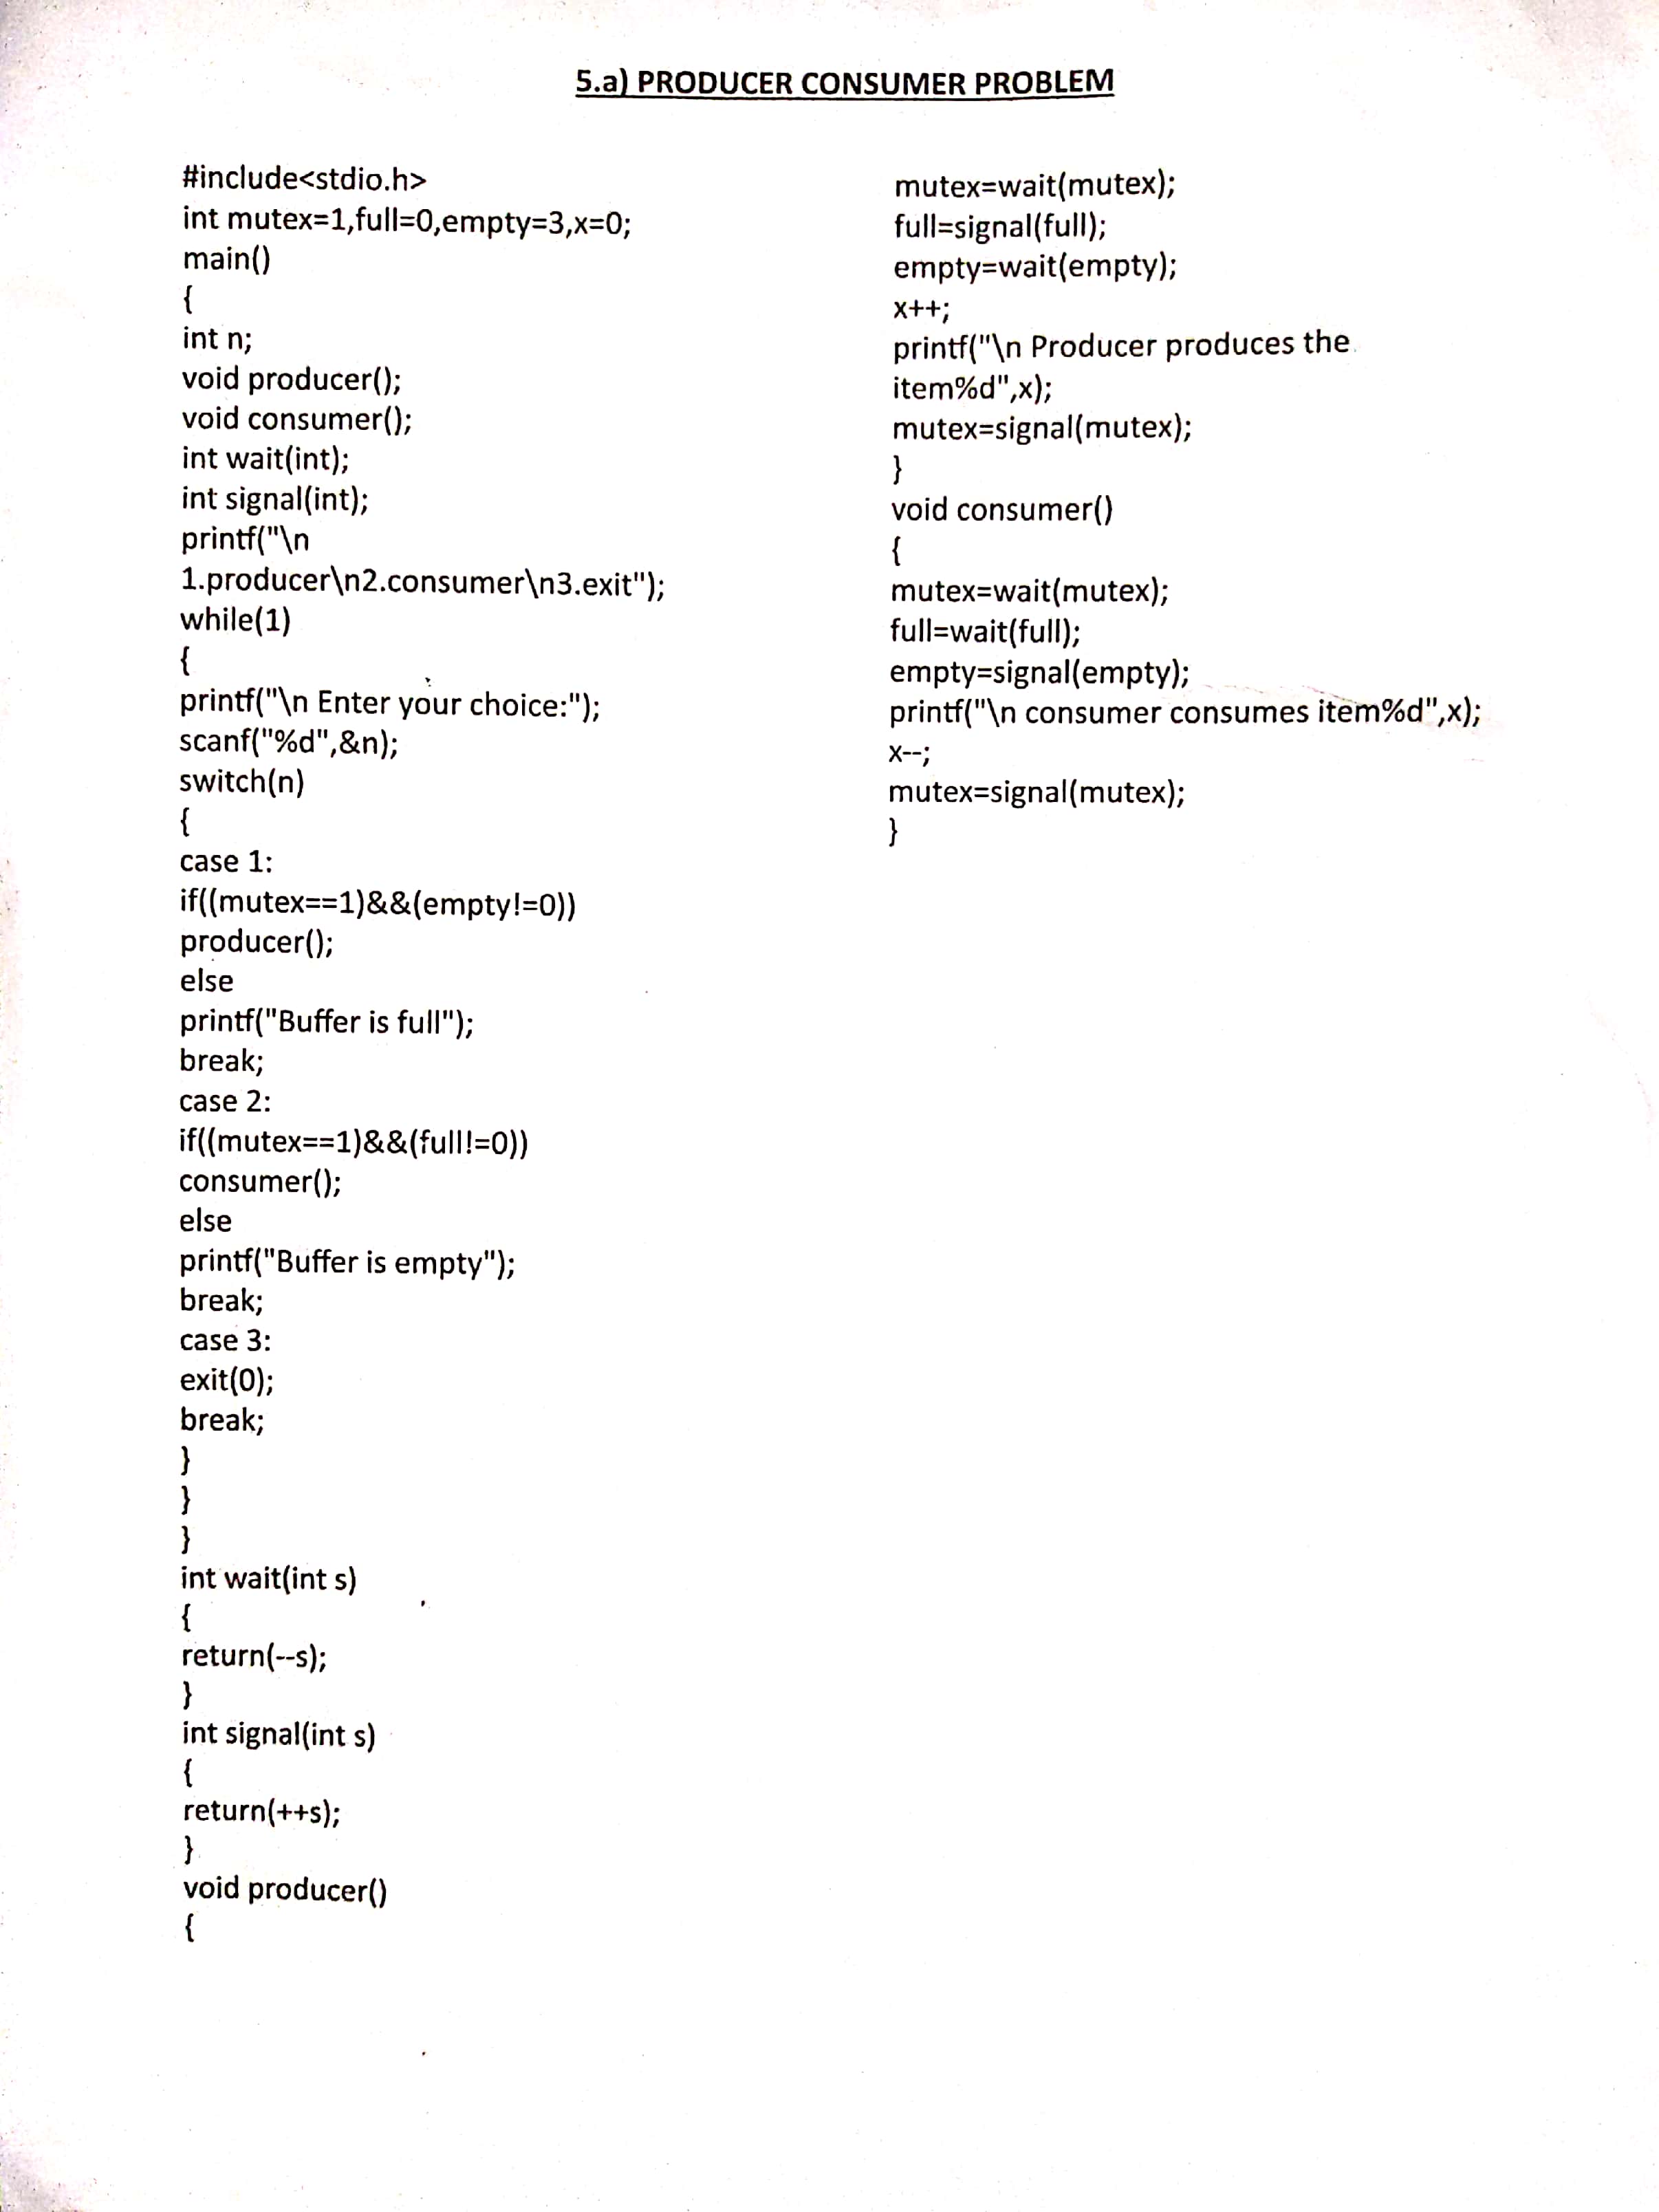 5.a) PRODUCER CONSUMER PROBLEM
#include<stdio.h>
int mutex=1,full=0,empty=3,x=0;
main()
{
int n;
void producer();
void consumer();
int wait(int);
int signal(int);
printf("\n
1.producer\n2.consumer\n3.exit");
while(1)
{
printf("\n Enter your choice:");
scanf("%d",&n);
switch(n)
{
case 1:
if((mutex==1)&&(empty!=0))
producer();
else
printf("Buffer is full");
break;
case 2:
if((mutex==1)&&(full!=0))
consumer();
else
printf("Buffer is empty");
break;
case 3:
exit(0);
break;
}
}
}
int wait(int s)
{
return(--s);
}
int signal(int s)
{
return(++s);
}
void producer()
{
mutex=wait(mutex);
full=signal(full);
empty=wait(empty);
x++;
printf("\n Producer produces the
item%d",x);
mutex=signal(mutex);
}
void consumer()
{
mutex=wait(mutex);
full=wait(full);
empty=signal(empty);
printf("\n consumer consumes item%d",x);
x--;
mutex=signal(mutex);
}